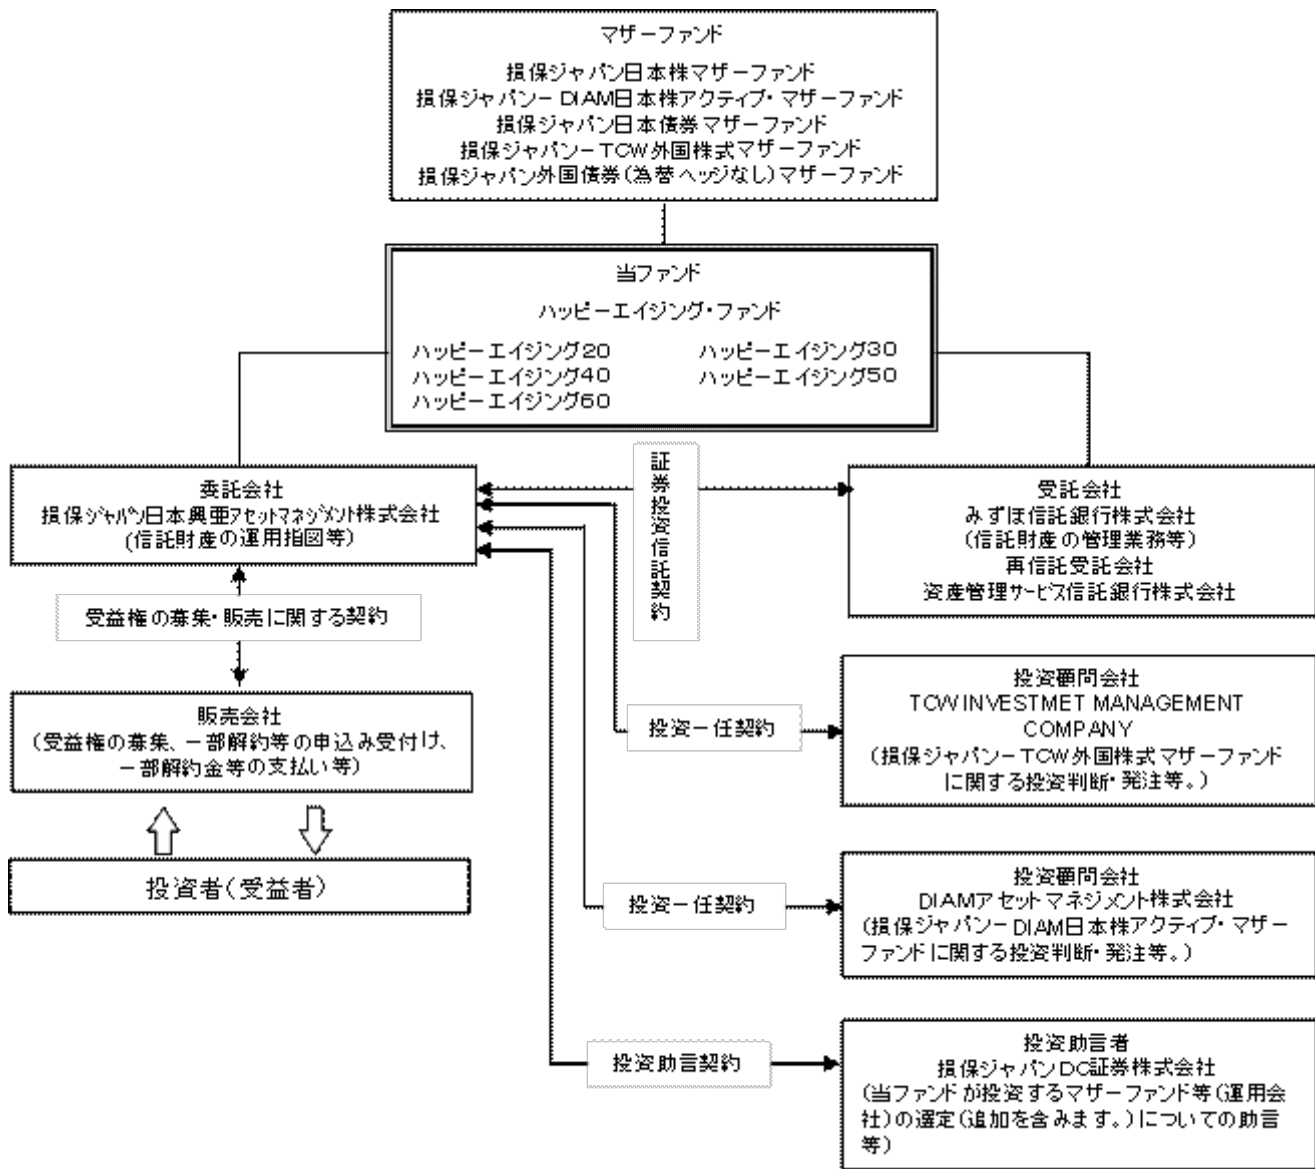 マザーファンド
損保ジャパン日本株マザーファンド
損保ジャパン－DIAM日本株アクティブ・マザーファンド
損保ジャパン日本債券マザーファンド
損保ジャパン－TCW外国株式マザーファンド
損保ジャパン外国債券(為替ヘッジなし)マザーファンド
当ファンド
ハッピーエイジング・ファンド
ハッピーエイジング20 ハッピーエイジング30
ハッピーエイジング40 ハッピーエイジング50
ハッピーエイジング60
証券投資信託契約
委託会社
損保ジャパン日本興亜アセットマネジメント株式会社
(信託財産の運用指図等)
受託会社
みずほ信託銀行株式会社
(信託財産の管理業務等)
再信託受託会社
資産管理サービス信託銀行株式会社
受益権の募集・販売に関する契約
販売会社
(受益権の募集、一部解約等の申込み受付け、
一部解約金等の支払い等)
投資者(受益者)
投資一任契約
投資顧問会社
TCW INVESTMET MANAGEMENT
COMPANY
(損保ジャパン－TCW外国株式マザーファンド
に関する投資判断・発注等。)
投資一任契約
投資顧問会社
DIAMアセットマネジメント株式会社
(損保ジャパン－DIAM日本株アクティブ・マザー
ファンドに関する投資判断・発注等。)
投資助言契約
投資助言者
損保ジャパンDC証券株式会社
(当ファンドが投資するマザーファンド等(運用会
社)の選定(追加を含みます。)についての助言
等)